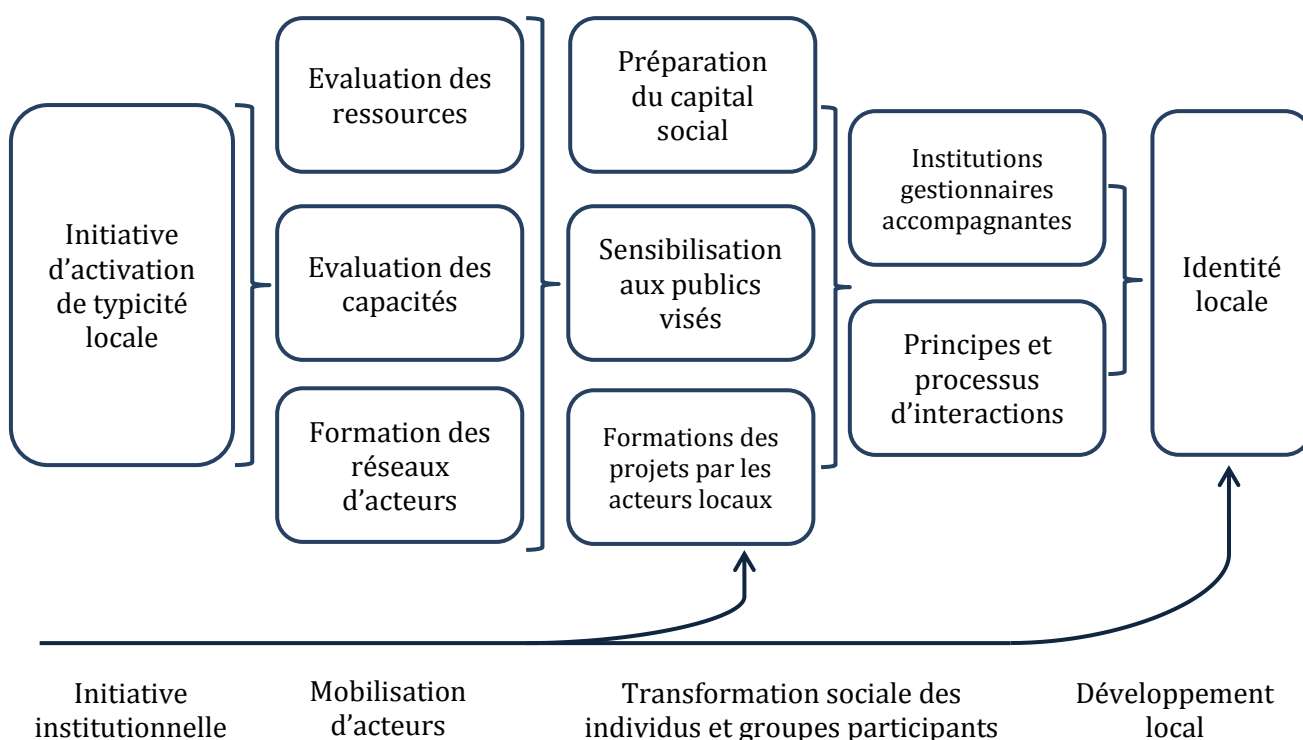 Initiative
d’activation
de typicité
locale
Evaluation des
ressources
Evaluation des
capacités
Formation des
réseaux
d’acteurs
Préparation
du capital
social
Sensibilisation
aux publics
visés
Formations des
projets par les
acteurs locaux
Institutions
gestionnaires
accompagnantes
Principes et
processus
d’interactions
Identité
locale
Initiative
institutionnelle
Mobilisation
d’acteurs
Transformation sociale des
individus et groupes participants
Développement
local